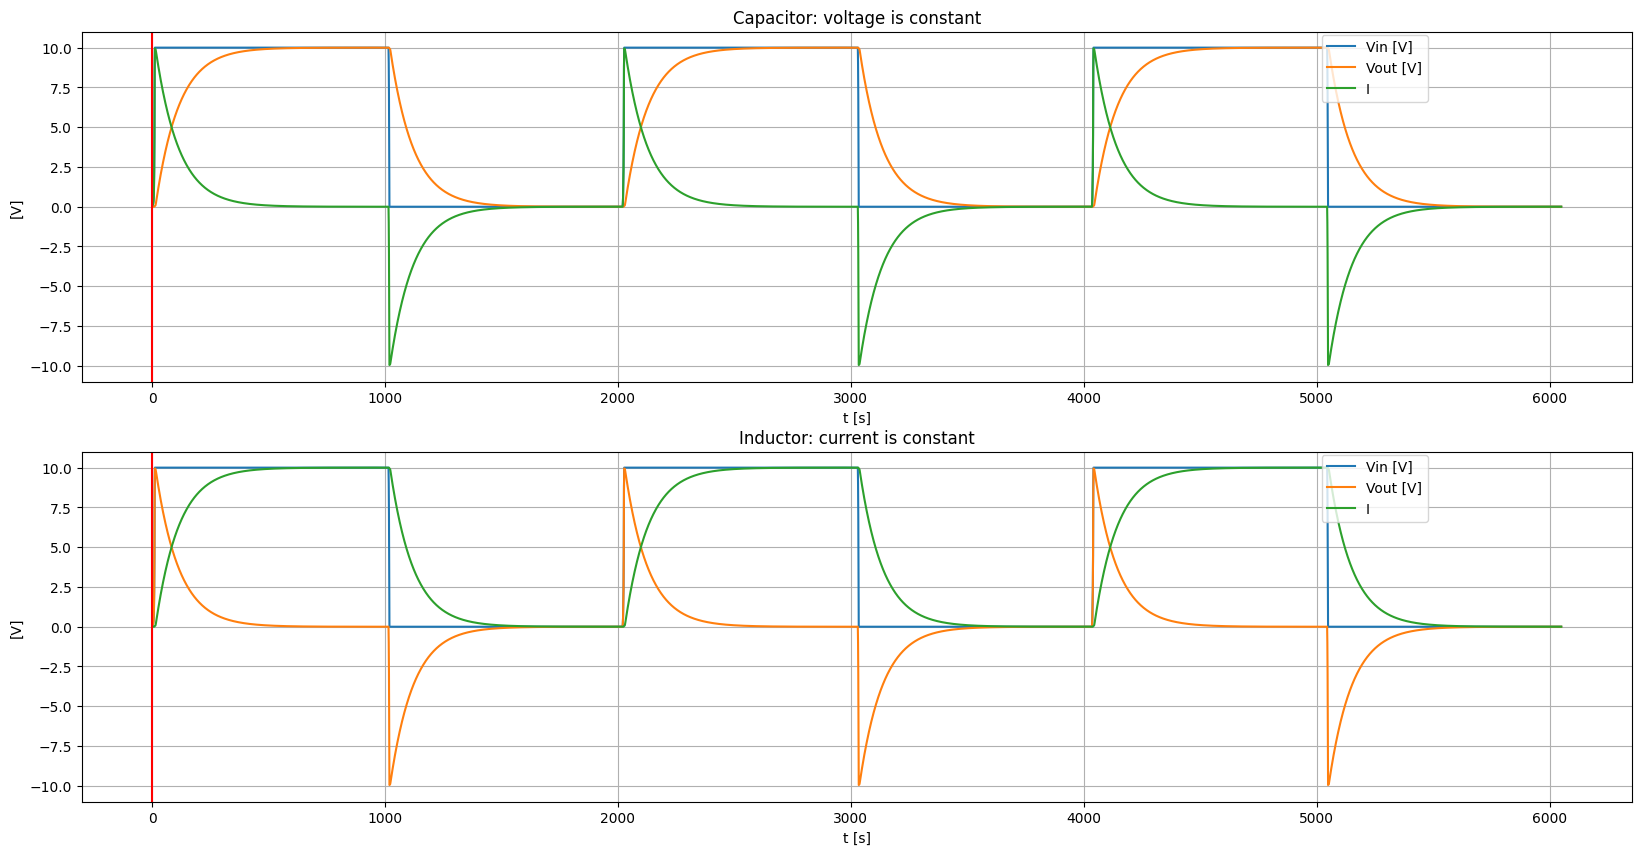 Capacitor: voltage is constant
10.0
7.5
5.0
2.5
0.0
−2.5
−5.0
−7.5
−10.0
[V]
Vin [V]
Vout [V]
I
0 1000 2000 3000 4000 5000 6000
t [s]
Inductor: current is constant
10.0
7.5
5.0
2.5
0.0
−2.5
−5.0
−7.5
−10.0
[V]
Vin [V]
Vout [V]
I
0 1000 2000 3000 4000 5000 6000
t [s]